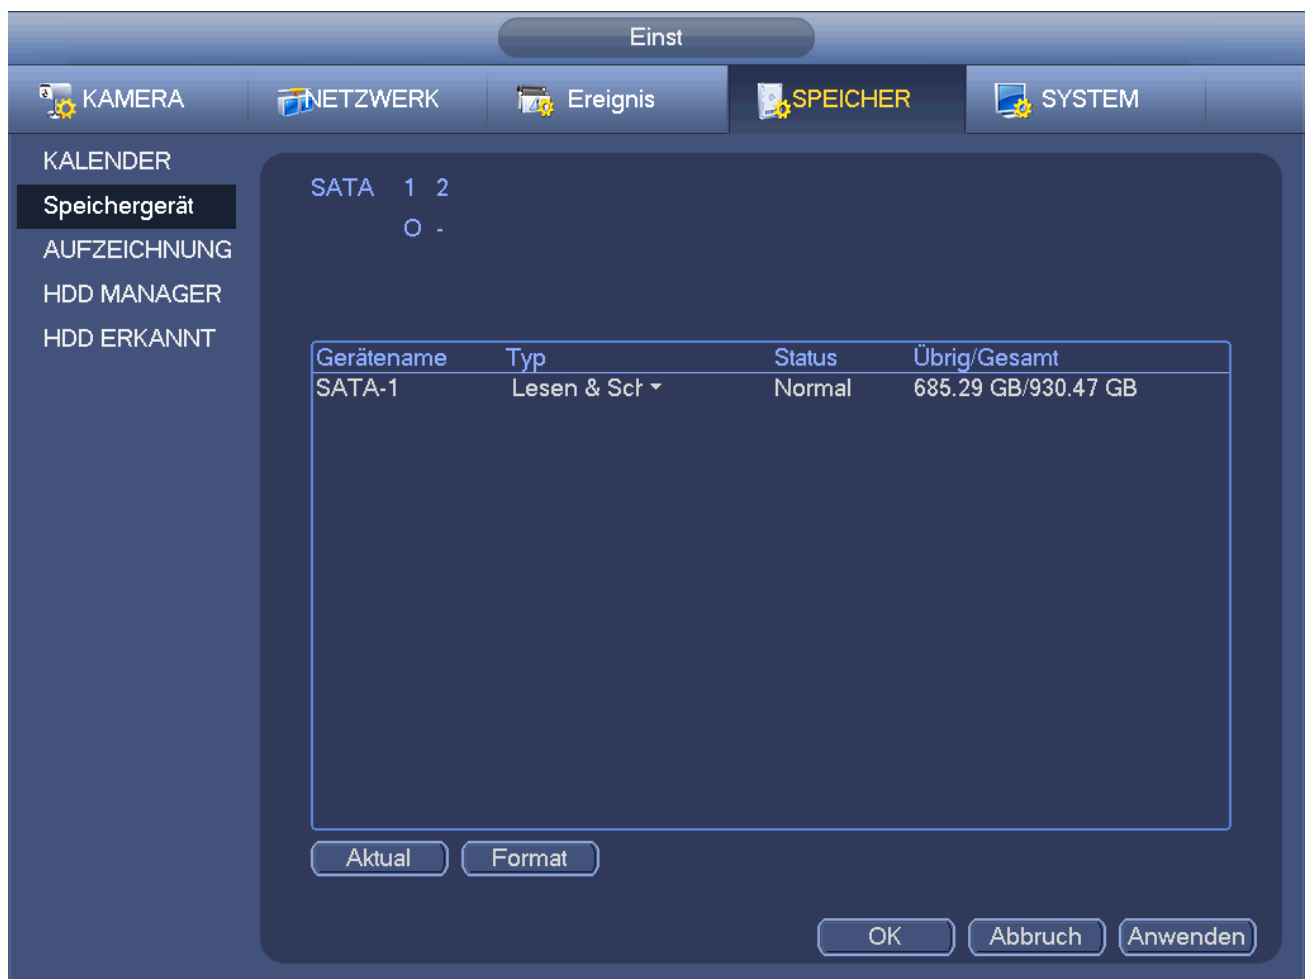 Einst
KAMERA NETZWERK Ereignis SPEICHER SYSTEM
KALENDER
Speichergerät
AUFZEICHNUNG
HDD MANAGER
HDD ERKANNT
SATA 1 2
O -
Gerätename Typ Status Übrig/Gesamt
SATA-1 Lesen & Sch Normal 685.29 GB/930.47 GB
Aktual Format
OK Abbruch Anwenden